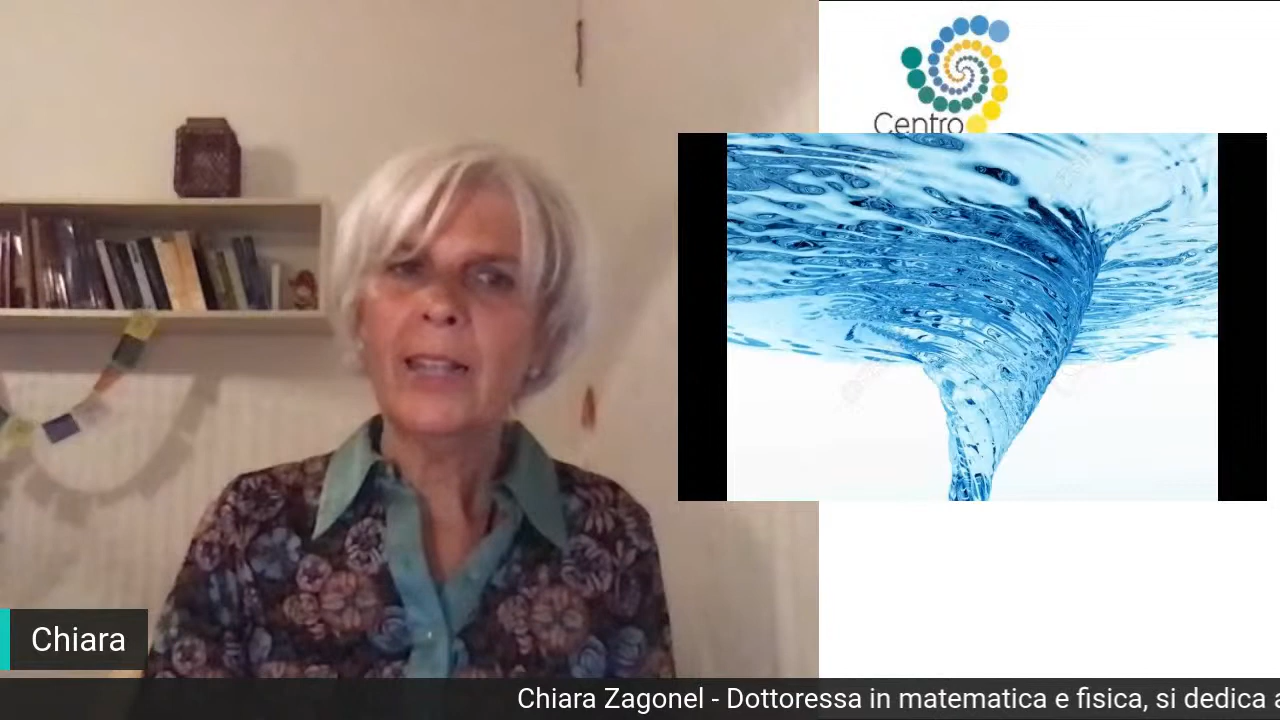 Centro
Chiara
Chiara Zagonel - Dottoressa in matematica e fisica, si dedica a